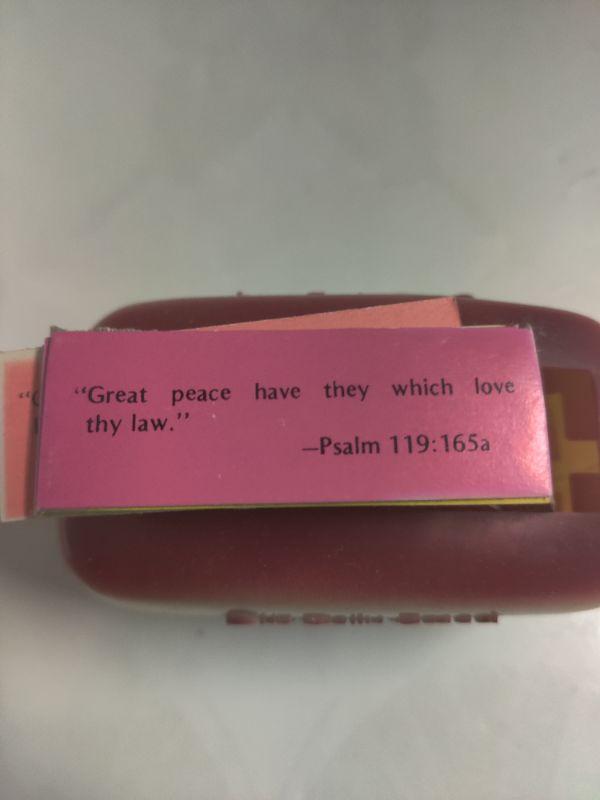 “Great peace have they which love
thy law.”
—Psalm 119:165a